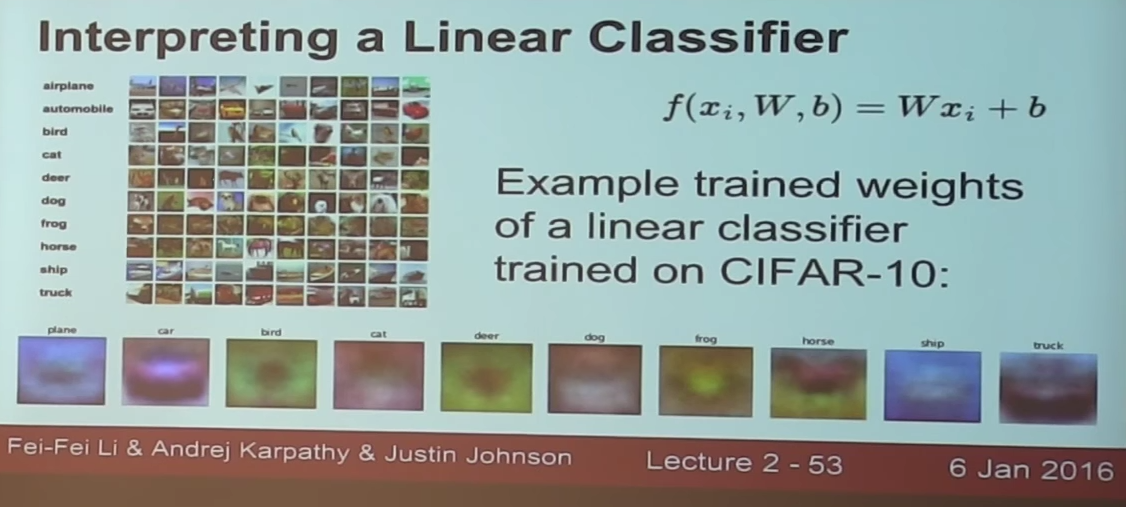 Interpreting a Linear Classifier
airplane
automobile
bird
cat
deer
dog
frog
horse
ship
truck
f(xᵢ, W, b) = Wxᵢ + b
Example trained weights
of a linear classifier
trained on CIFAR-10:
plane car bird cat deer dog frog horse ship truck
Fei-Fei Li & Andrej Karpathy & Justin Johnson Lecture 2 - 53 6 Jan 2016